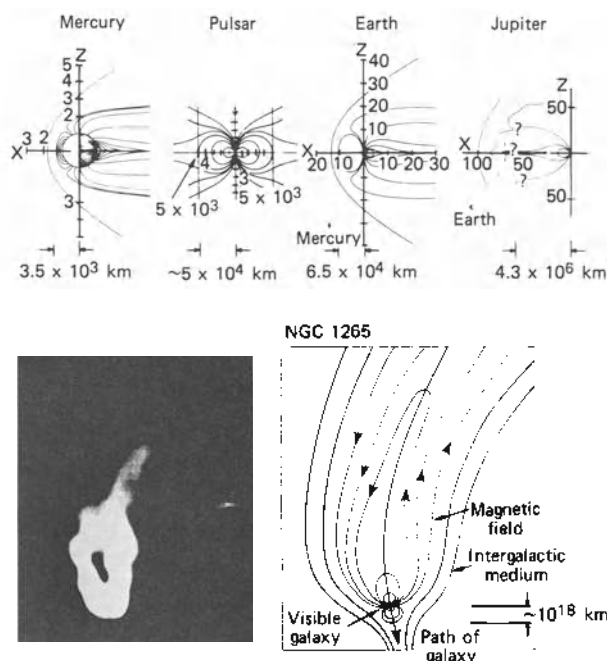 Mercury Pulsar Earth Jupiter
Z Z
5 40
4 30 Z
3 20 50
2 10
X 3 2 X 20 10 10 20 30 X 100 50
4
3
5 x 10³ 5 x 10³
3 50
Mercury Earth
3.5 x 10³ km ~5 x 10⁴ km 6.5 x 10⁴ km 4.3 x 10⁶ km
? ? ?
NGC 1265
Magnetic
field
Intergalactic
medium
Visible
galaxy
~10¹⁸ km
Path of
galaxy